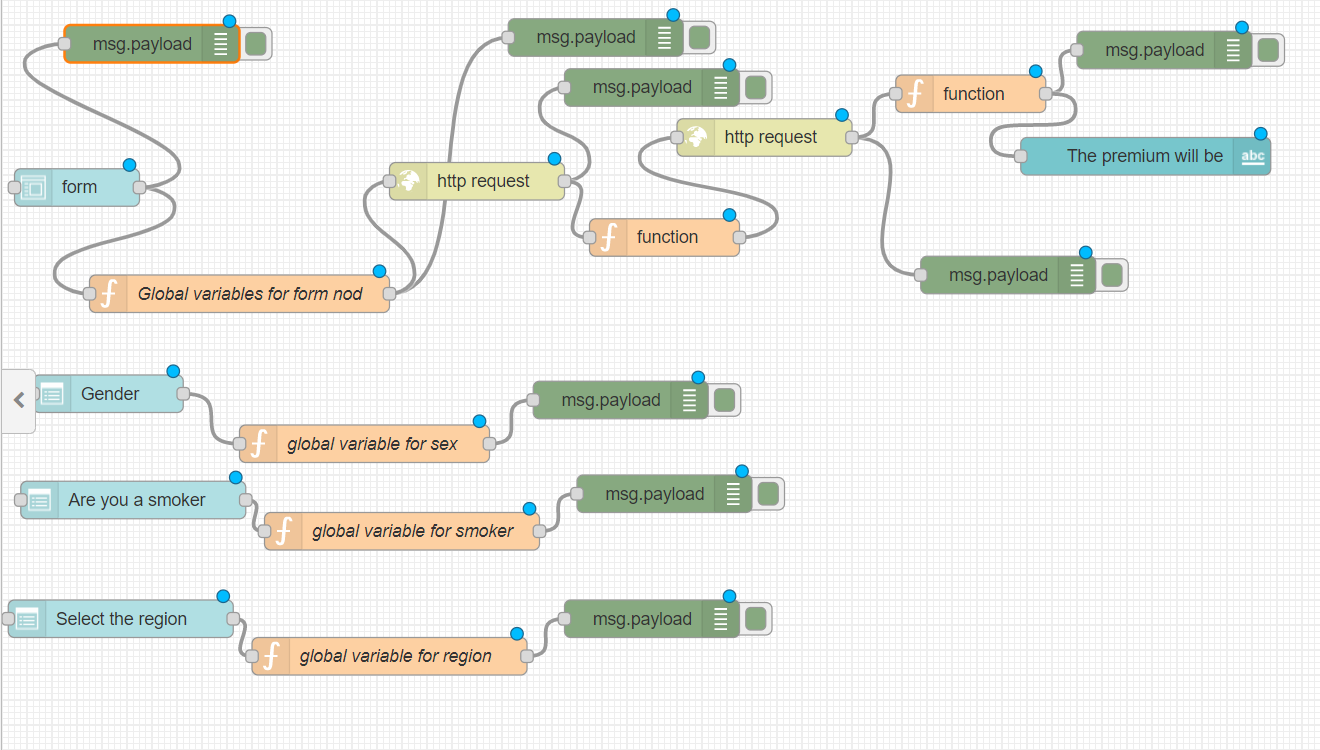 msg.payload
msg.payload
msg.payload
msg.payload
function
http request
The premium will be
abc
form
http request
function
msg.payload
Global variables for form nod
Gender
msg.payload
global variable for sex
Are you a smoker
msg.payload
global variable for smoker
Select the region
msg.payload
global variable for region